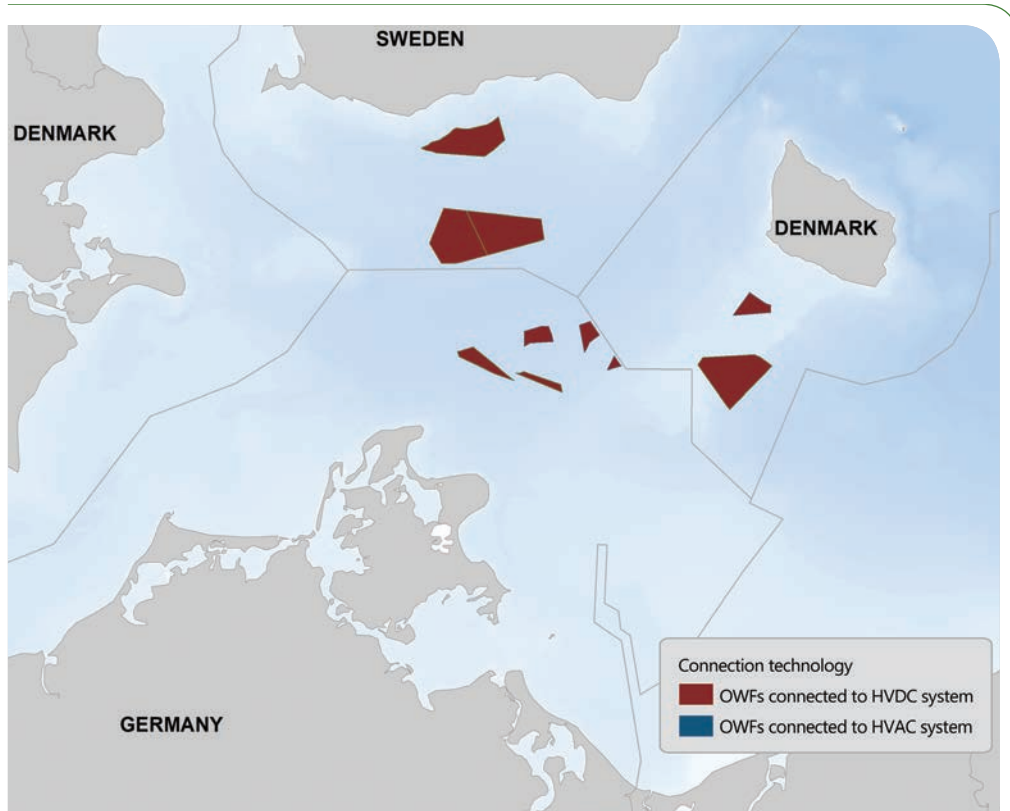 SWEDEN
DENMARK
DENMARK
GERMANY
Connection technology
OWFs connected to HVDC system
OWFs connected to HVAC system